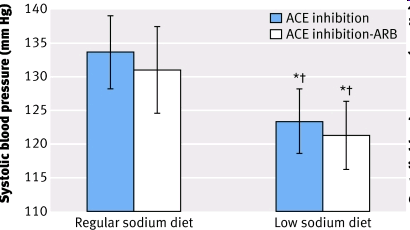 Systolic blood pressure (mm Hg)
140
135
130
125
120
115
110
ACE inhibition
ACE inhibition-ARB
*†
*†
Regular sodium diet
Low sodium diet